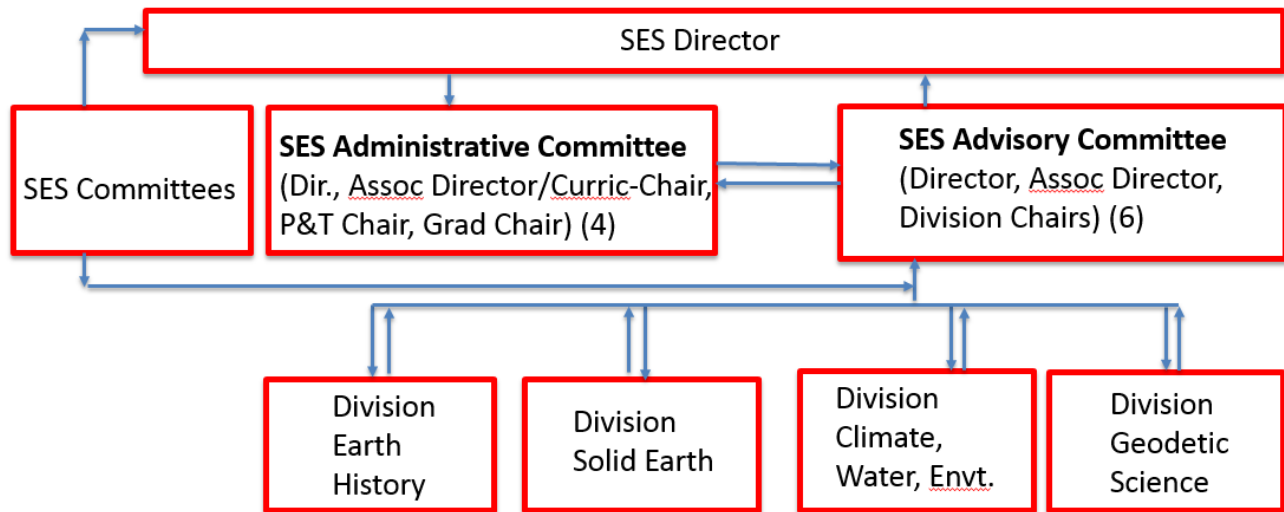 SES Director
SES Committees
SES Administrative Committee
(Dir., Assoc Director/Curric-Chair,
P&T Chair, Grad Chair) (4)
SES Advisory Committee
(Director, Assoc Director,
Division Chairs) (6)
Division
Earth
History
Division
Solid Earth
Division
Climate,
Water, Envt.
Division
Geodetic
Science